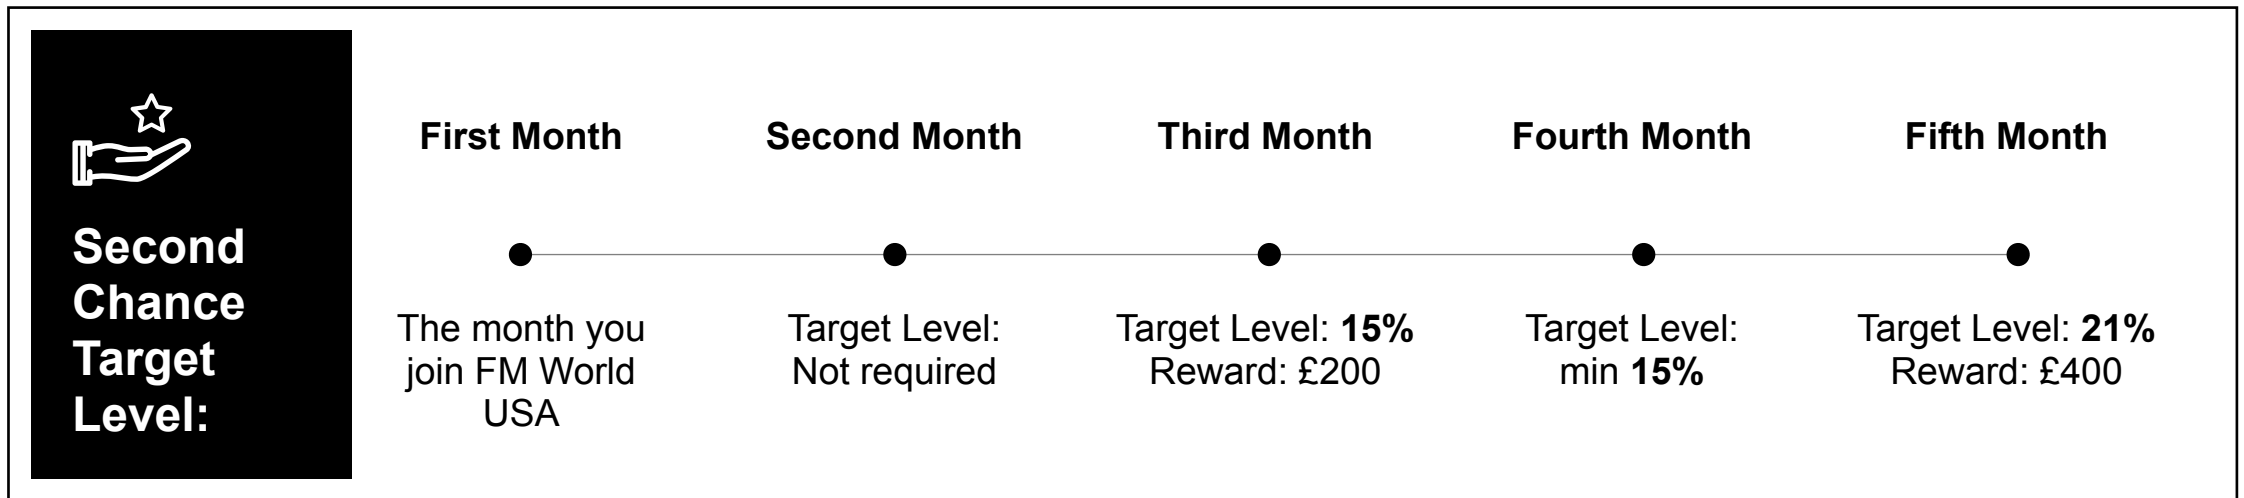 Second
Chance
Target
Level:
First Month
The month you
join FM World
USA
Second Month
Target Level:
Not required
Third Month
Target Level: 15%
Reward: £200
Fourth Month
Target Level:
min 15%
Fifth Month
Target Level: 21%
Reward: £400